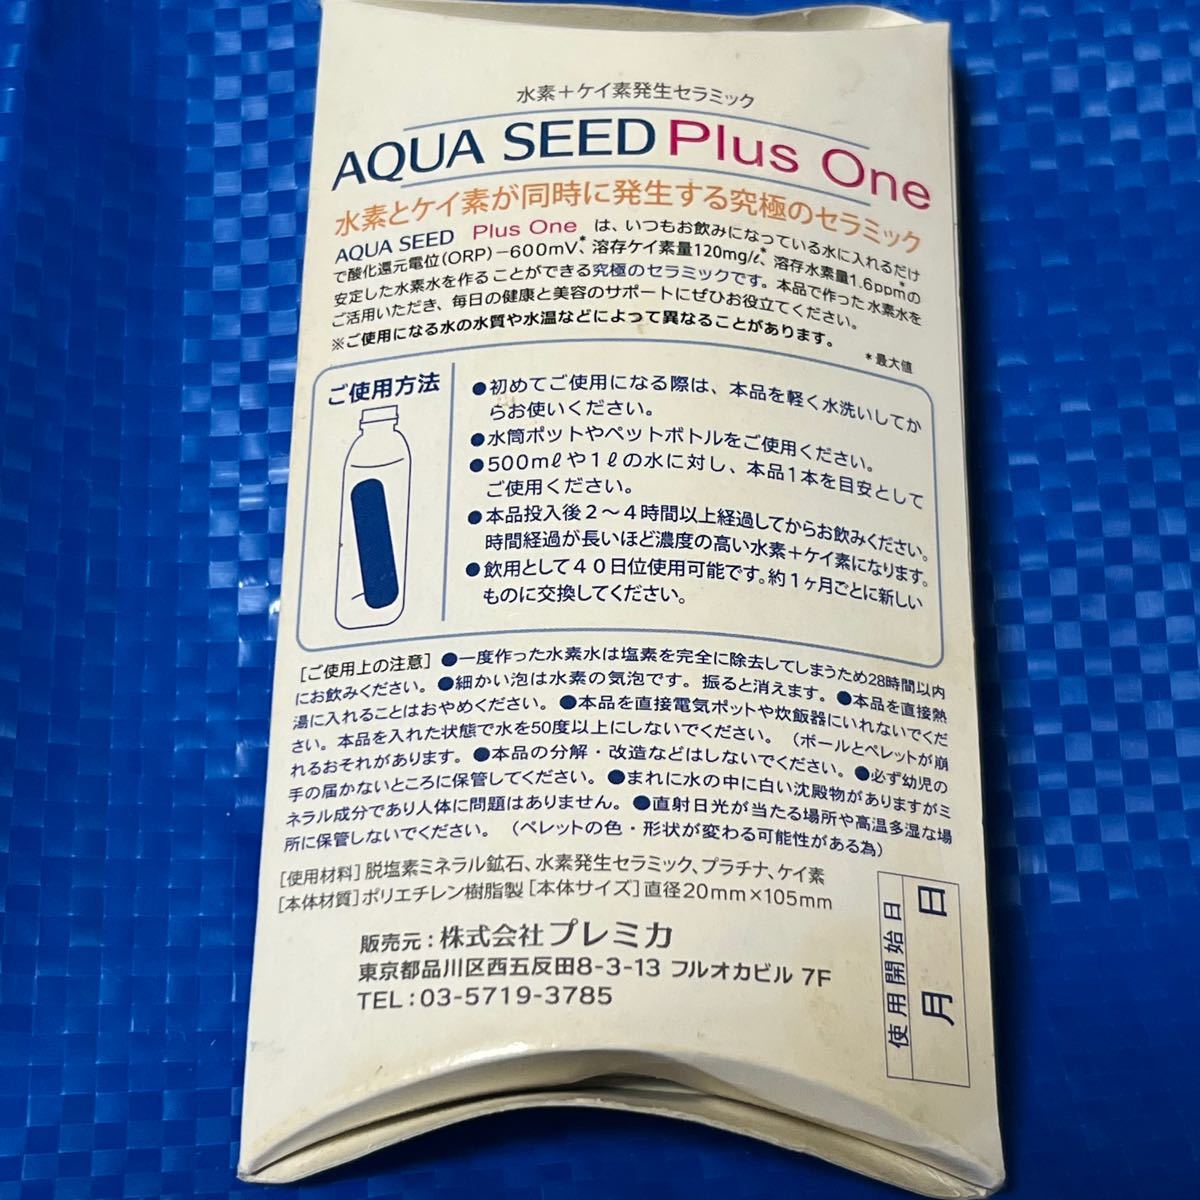 水素＋ケイ素発生セラミック
AQUA SEED Plus One
水素とケイ素が同時に発生する究極のセラミック
AQUA SEED Plus One は、いつもお飲みになっている水に入れるだけ
で酸化還元電位(ORP)−600mV*、溶存ケイ素量120mg/ℓ*、溶存水素量1.6ppm*の
安定した水素水を作ることができる究極のセラミックです。本品で作った水素水を
ご活用いただき、毎日の健康と美容のサポートにぜひお役立てください。
※ご使用になる水の水質や水温などによって異なることがあります。
*最大値
ご使用方法
●初めてご使用になる際は、本品を軽く水洗いしてか
らお使いください。
●水筒ポットやペットボトルをご使用ください。
●500mℓや1ℓの水に対し、本品1本を目安として
ご使用ください。
●本品投入後2〜4時間以上経過してからお飲みください。
時間経過が長いほど濃度の高い水素＋ケイ素になります。
●飲用として40日位使用可能です。約1ヶ月ごとに新しい
ものに交換してください。
[ご使用上の注意] ●一度作った水素水は塩素を完全に除去してしまうため28時間以内
にお飲みください。●細かい泡は水素の気泡です。振ると消えます。●本品を直接熱
湯に入れることはおやめください。●本品を直接電気ポットや炊飯器にいれないでくだ
さい。本品を入れた状態で水を50度以上にしないでください。（ボールとペレットが崩
れるおそれがあります。●本品の分解・改造などはしないでください。●必ず幼児の
手の届かないところに保管してください。●まれに水の中に白い沈殿物がありますがミ
ネラル成分であり人体に問題はありません。●直射日光が当たる場所や高温多湿な場
所に保管しないでください。（ペレットの色・形状が変わる可能性がある為）
[使用材料] 脱塩素ミネラル鉱石、水素発生セラミック、プラチナ、ケイ素
[本体材質] ポリエチレン樹脂製 [本体サイズ] 直径20mm×105mm
販売元：株式会社プレミカ
東京都品川区西五反田8-3-13 フルオカビル 7F
TEL：03-5719-3785
使用開始日
月 日